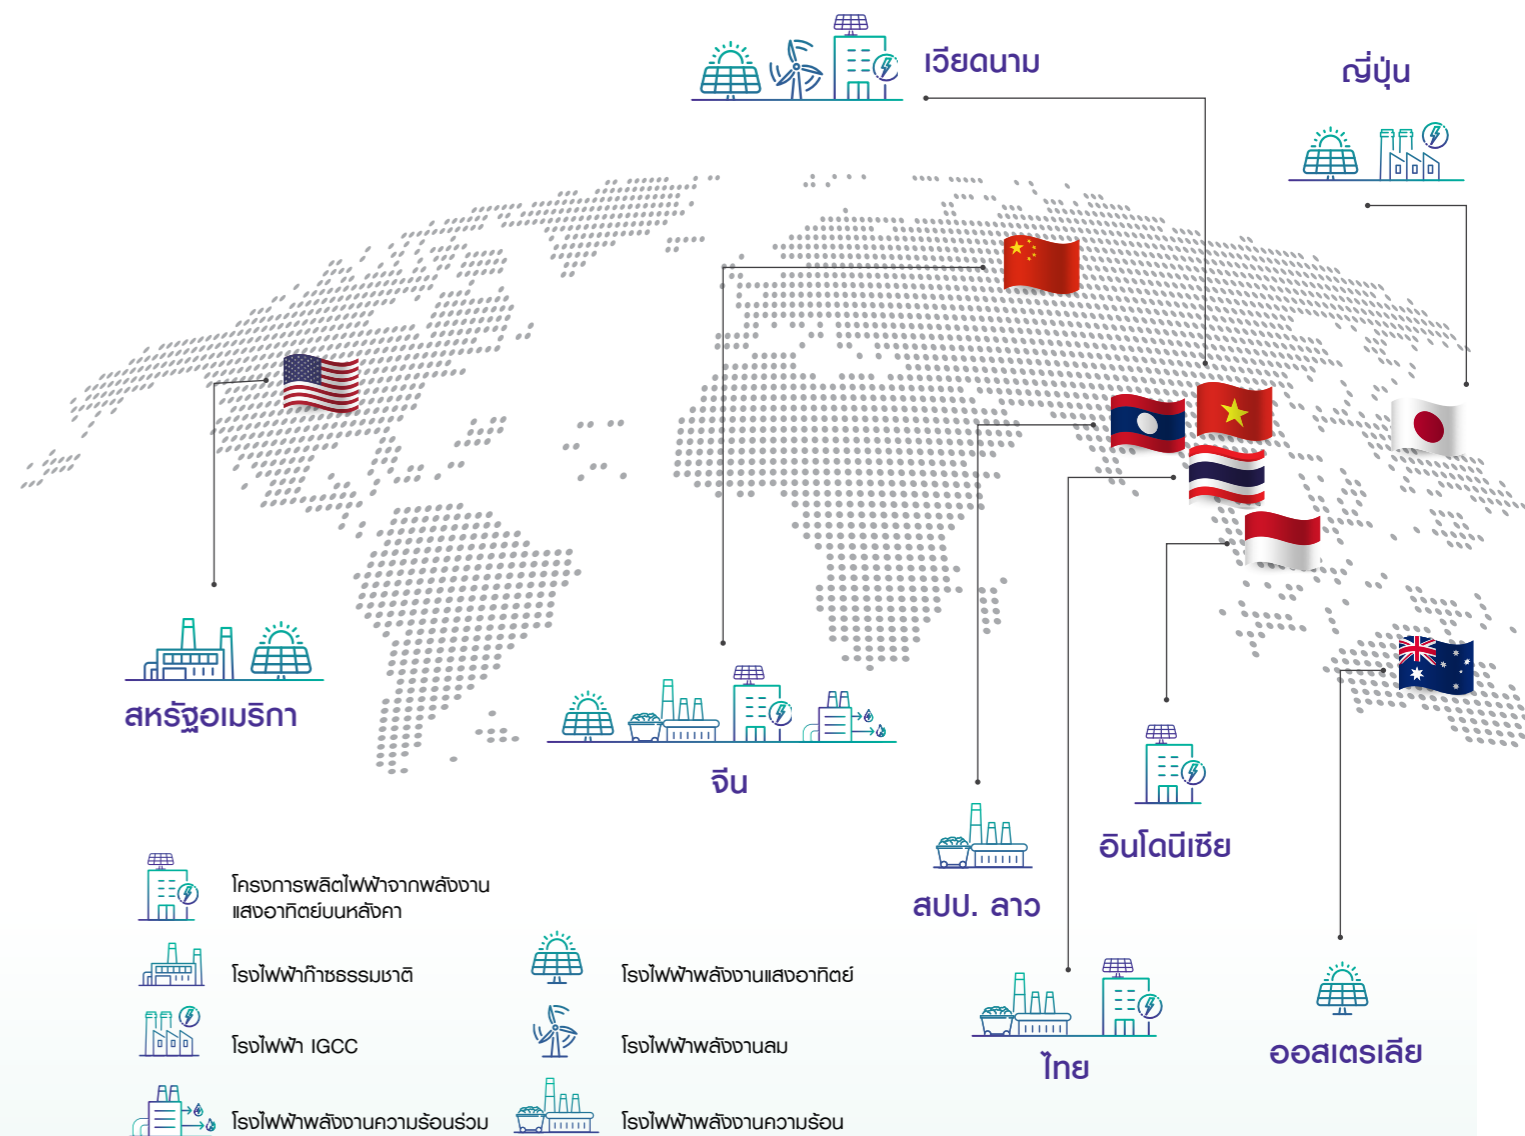 เวียดนาม
ญี่ปุ่น
สหรัฐอเมริกา
จีน
อินโดนีเซีย
สปป. ลาว
ไทย
ออสเตรเลีย
โครงการผลิตไฟฟ้าจากพลังงาน
แสงอาทิตย์บนหลังคา
โรงไฟฟ้าก๊าซธรรมชาติ
โรงไฟฟ้าพลังงานแสงอาทิตย์
โรงไฟฟ้า IGCC
โรงไฟฟ้าพลังงานลม
โรงไฟฟ้าพลังงานความร้อนร่วม
โรงไฟฟ้าพลังงานความร้อน